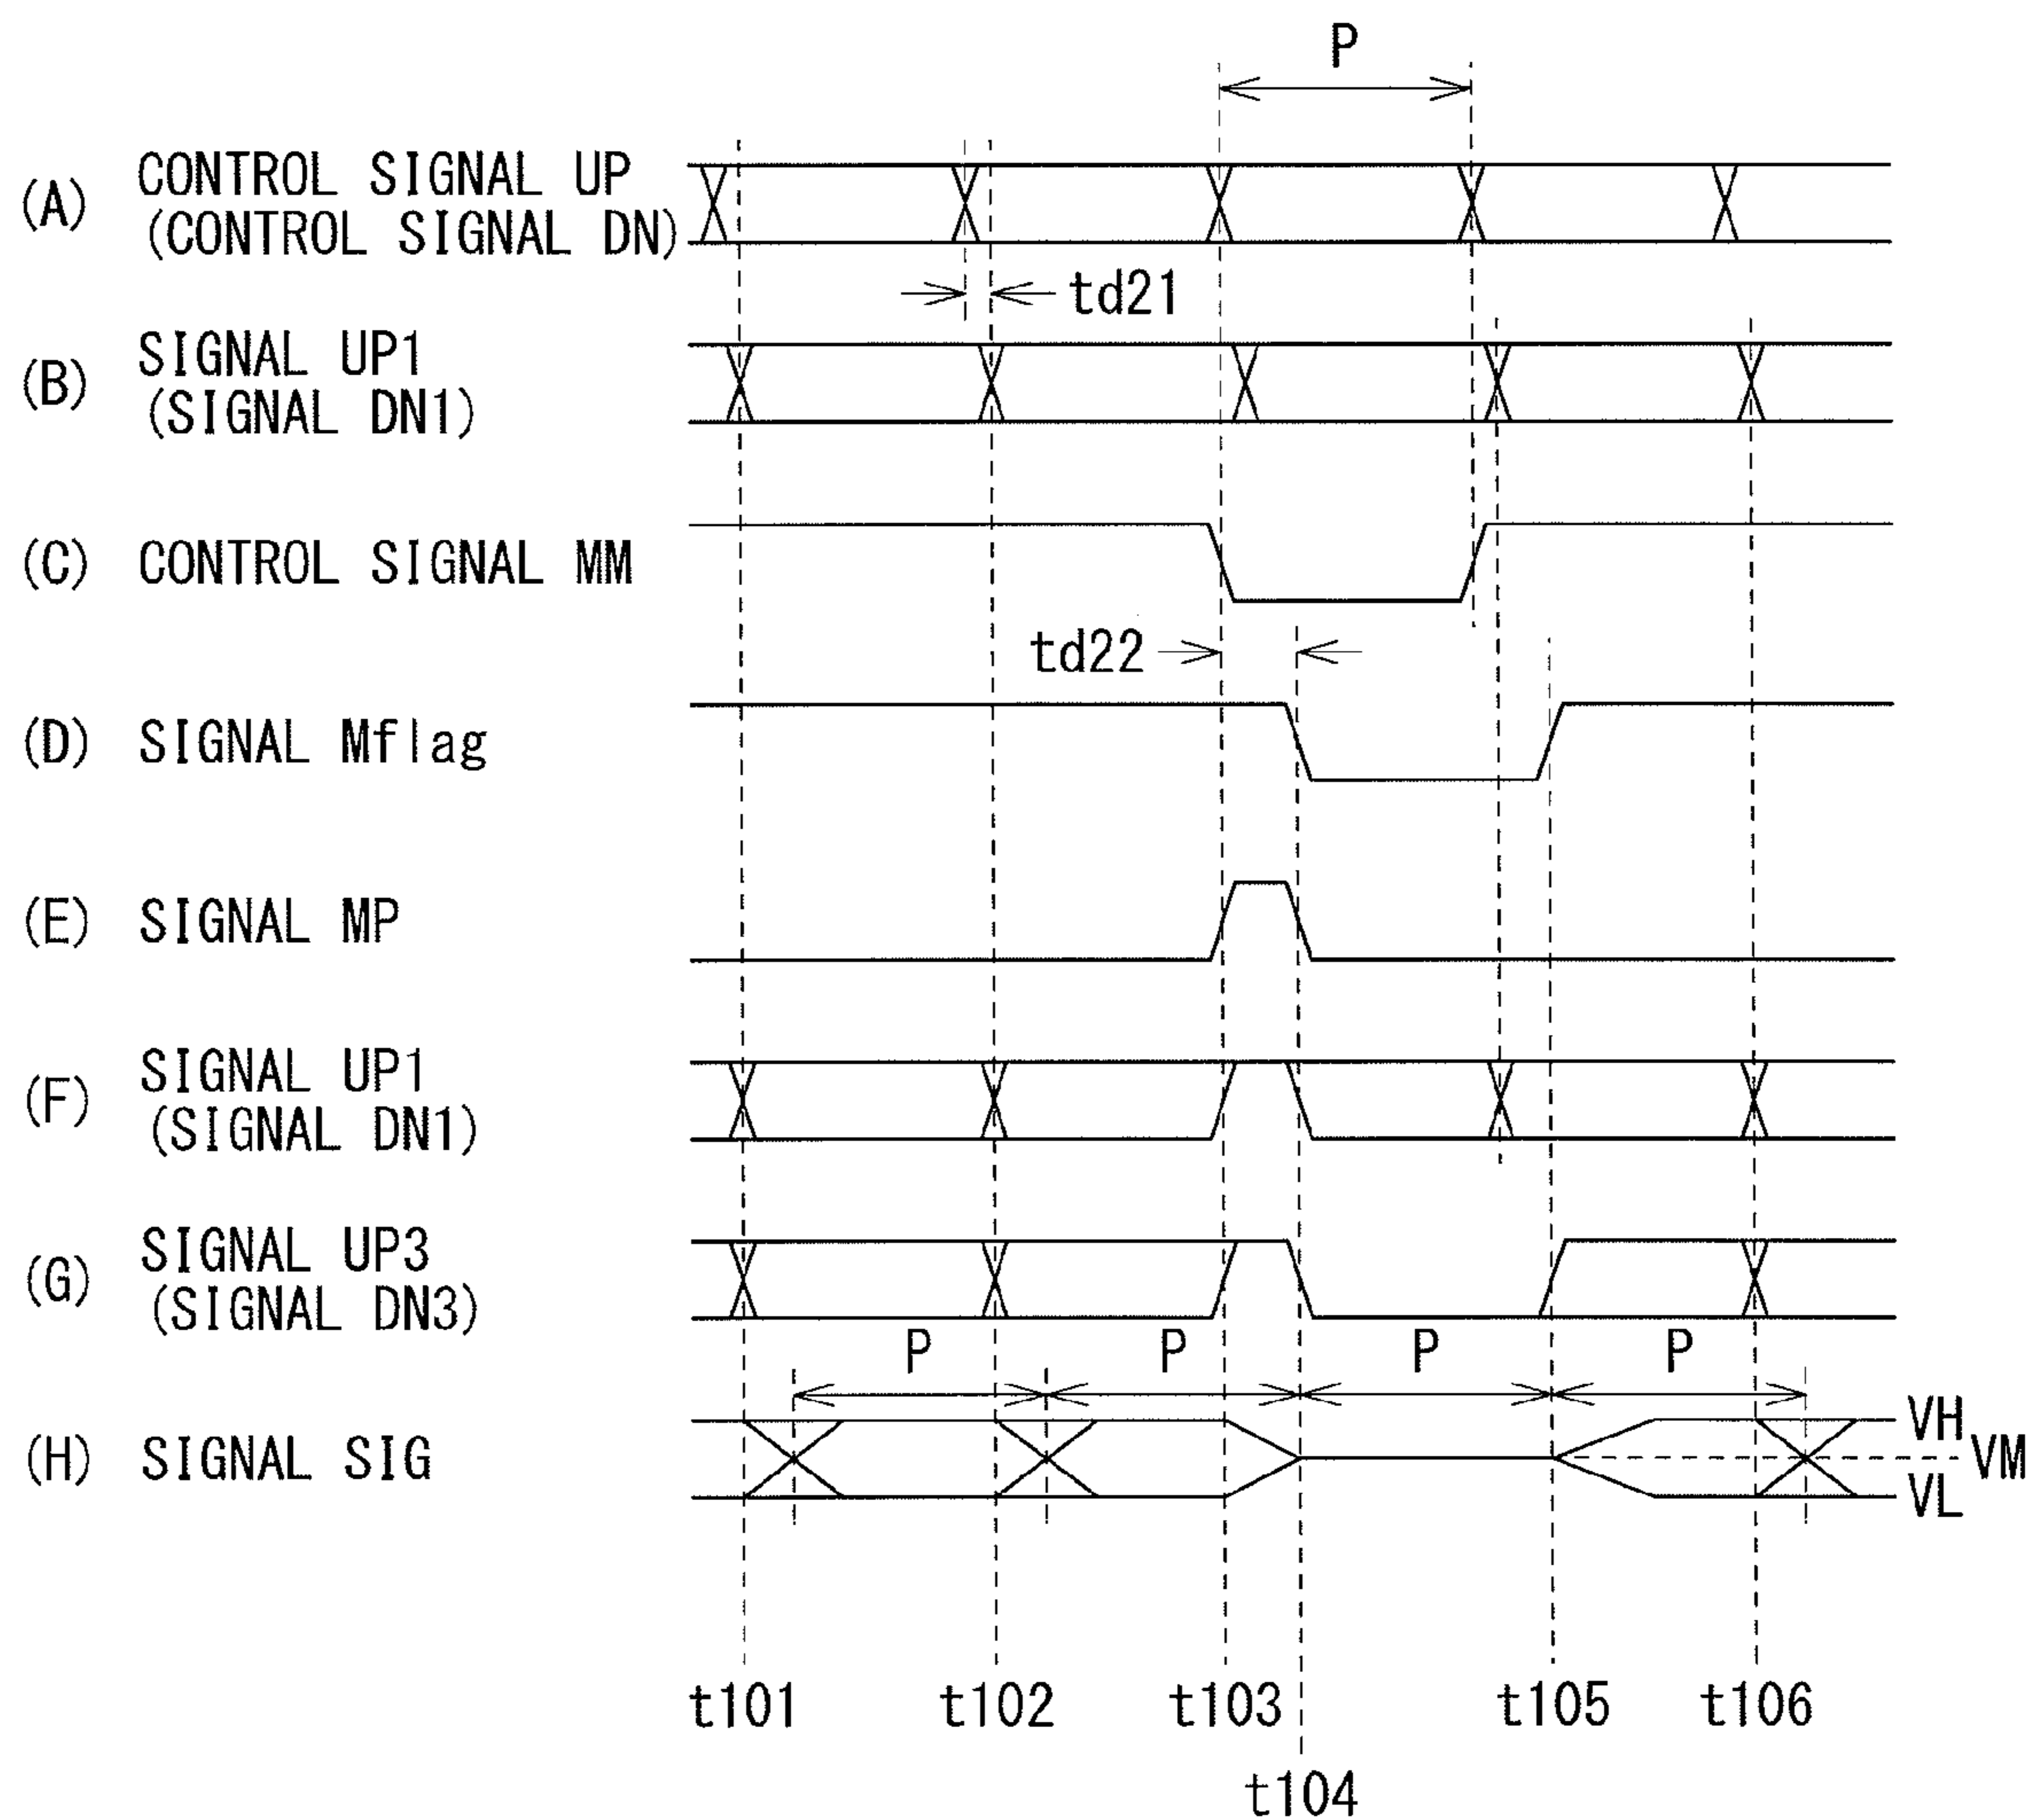 P
(A) CONTROL SIGNAL UP
(CONTROL SIGNAL DN)
td21
(B) SIGNAL UP1
(SIGNAL DN1)
(C) CONTROL SIGNAL MM
td22
(D) SIGNAL Mflag
(E) SIGNAL MP
(F) SIGNAL UP1
(SIGNAL DN1)
(G) SIGNAL UP3
(SIGNAL DN3)
P P P P
(H) SIGNAL SIG
VH
VM
VL
t101 t102 t103 t105 t106
t104